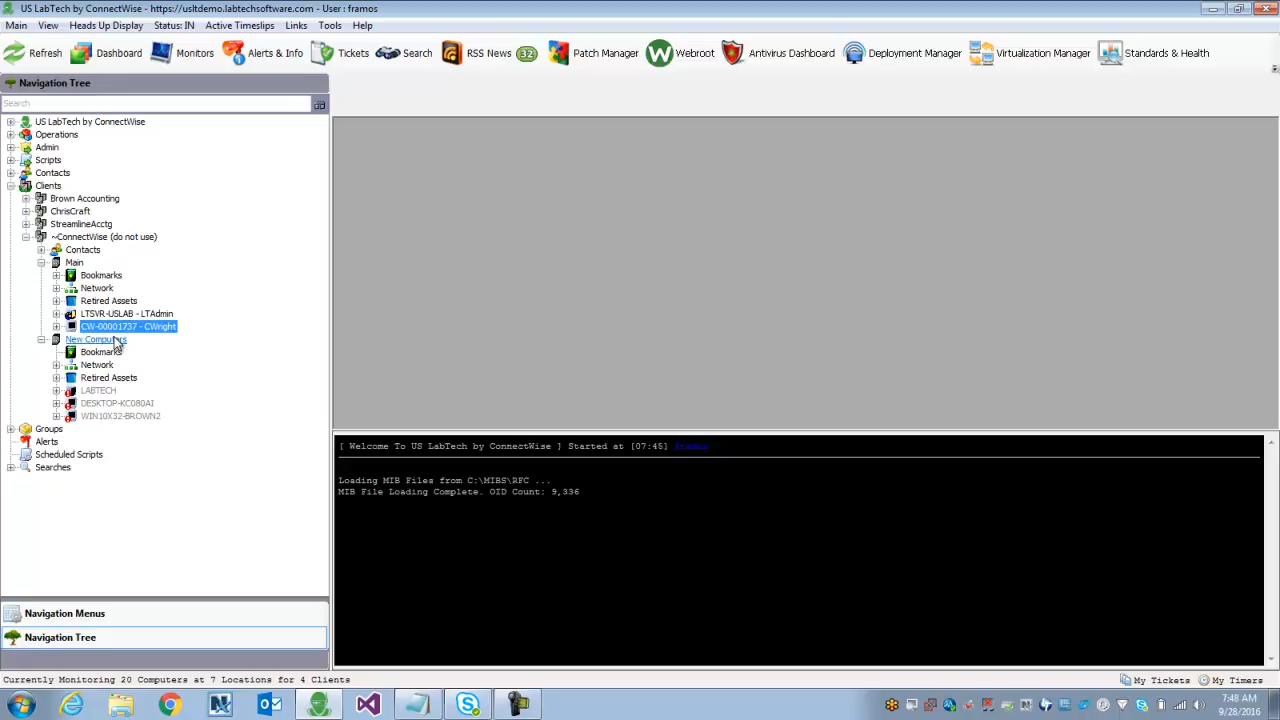 US LabTech by ConnectWise - https://usltdemo.labtechsoftware.com - User : framos
Main View Heads Up Display Status: IN Active Timeslips Links Tools Help
Refresh Dashboard Monitors Alerts & Info Tickets Search RSS News 32 Patch Manager Webroot Antivirus Dashboard Deployment Manager Virtualization Manager Standards & Health
Navigation Tree
Search
US LabTech by ConnectWise
Operations
Admin
Scripts
Contacts
Clients
Brown Accounting
ChrisCraft
StreamlineAcctg
~ConnectWise (do not use)
Contacts
Main
Bookmarks
Network
Retired Assets
LTSVR-USLAB - LTAdmin
CW-00001737 - CWright
New Computers
Bookmarks
Network
Retired Assets
LABTECH
DESKTOP-KC080AI
WIN10X32-BROWN2
Groups
Alerts
Scheduled Scripts
Searches
[ Welcome To US LabTech by ConnectWise ] Started at [07:45] framos
Loading MIB Files from C:\MIBS\RFC ...
MIB File Loading Complete. OID Count: 9,336
Navigation Menus
Navigation Tree
Currently Monitoring 20 Computers at 7 Locations for 4 Clients
My Tickets My Timers
7:48 AM
9/28/2016